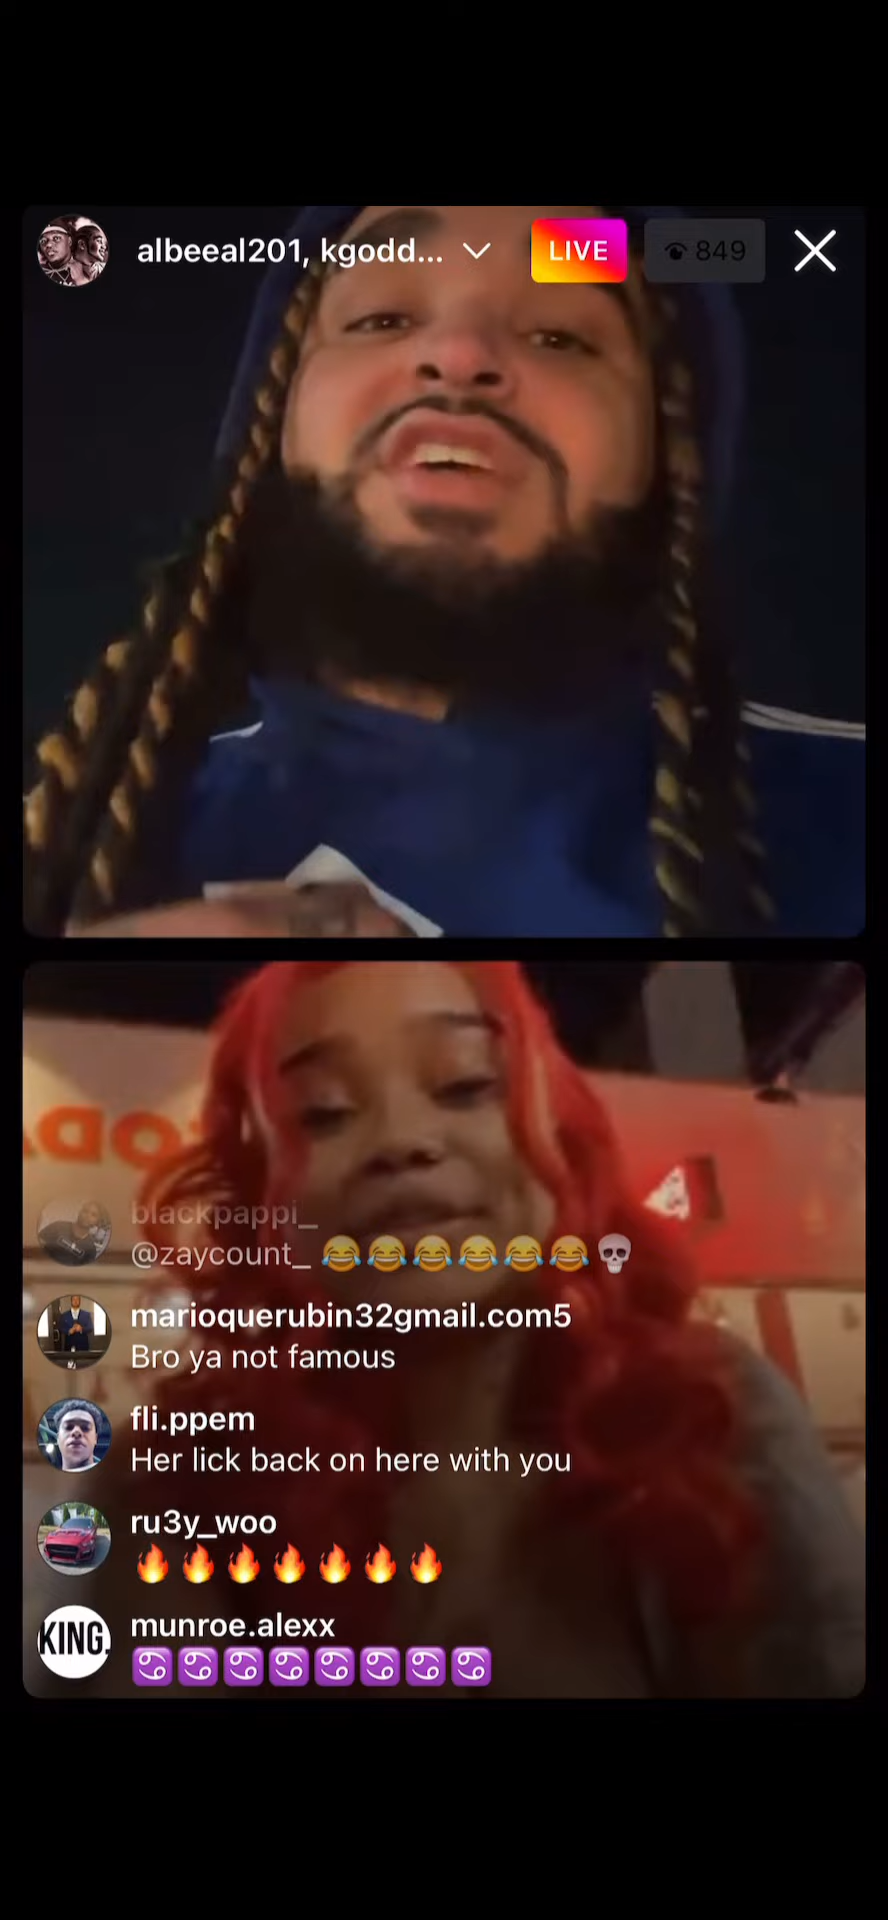 albeeal201, kgodd...
LIVE
849
blackpappi_
@zaycount_ 😂😂😂😂😂😂💀
marioquerubin32gmail.com5
Bro ya not famous
fli.ppem
Her lick back on here with you
ru3y_woo
🔥🔥🔥🔥🔥🔥🔥
KING.
munroe.alexx
♋♋♋♋♋♋♋♋